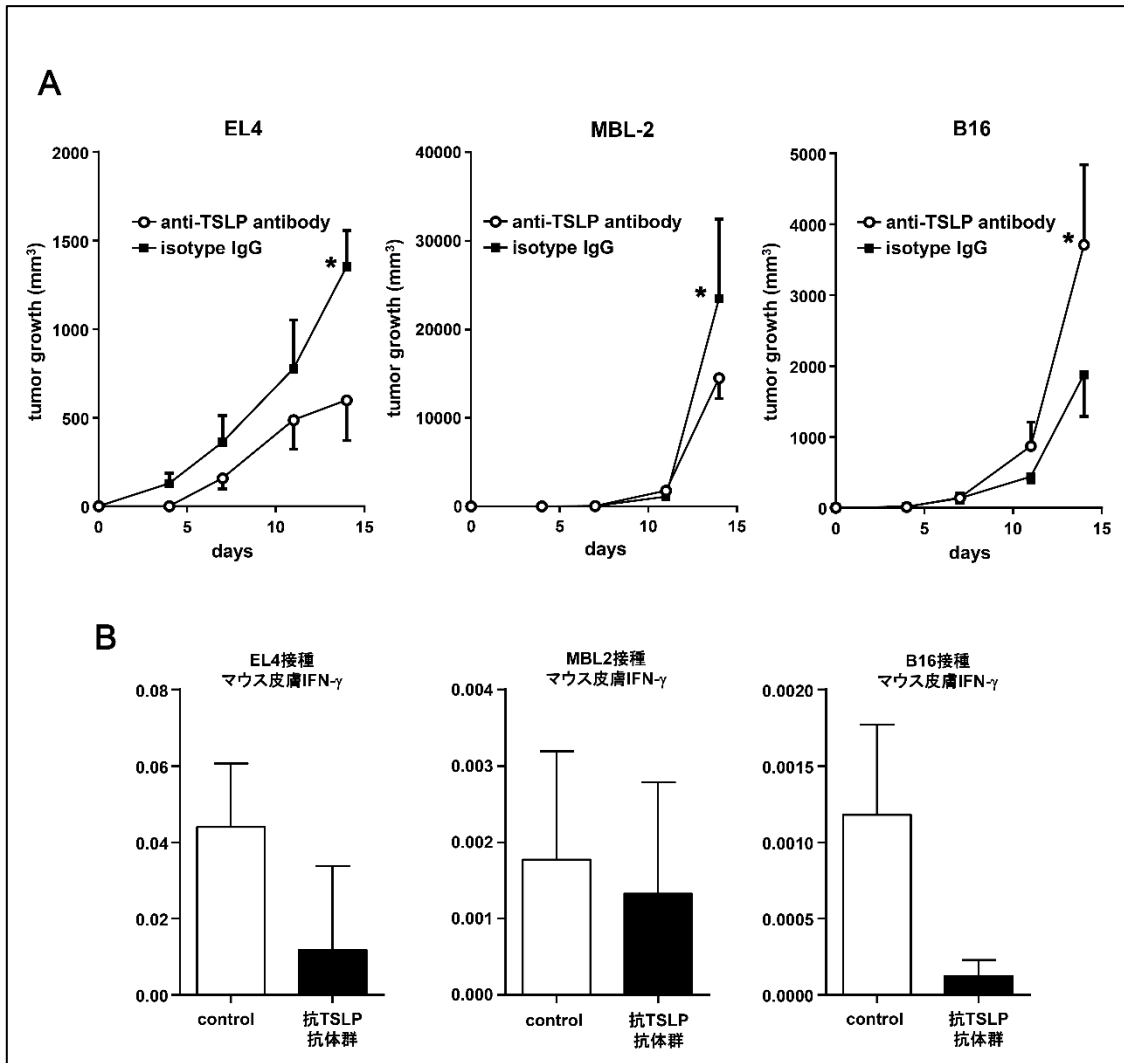 A
EL4
2000
1500
1000
500
0
0
5
10
15
tumor growth (mm³)
days
anti-TSLP antibody
isotype IgG
*
MBL-2
40000
30000
20000
10000
0
0
5
10
15
tumor growth (mm³)
days
anti-TSLP antibody
isotype IgG
*
B16
5000
4000
3000
2000
1000
0
0
5
10
15
tumor growth (mm³)
days
anti-TSLP antibody
isotype IgG
*
B
EL4接種
マウス皮膚IFN-γ
0.08
0.06
0.04
0.02
0.00
control
抗TSLP
抗体群
MBL2接種
マウス皮膚IFN-γ
0.004
0.003
0.002
0.001
0.000
control
抗TSLP
抗体群
B16接種
マウス皮膚IFN-γ
0.0020
0.0015
0.0010
0.0005
0.0000
control
抗TSLP
抗体群